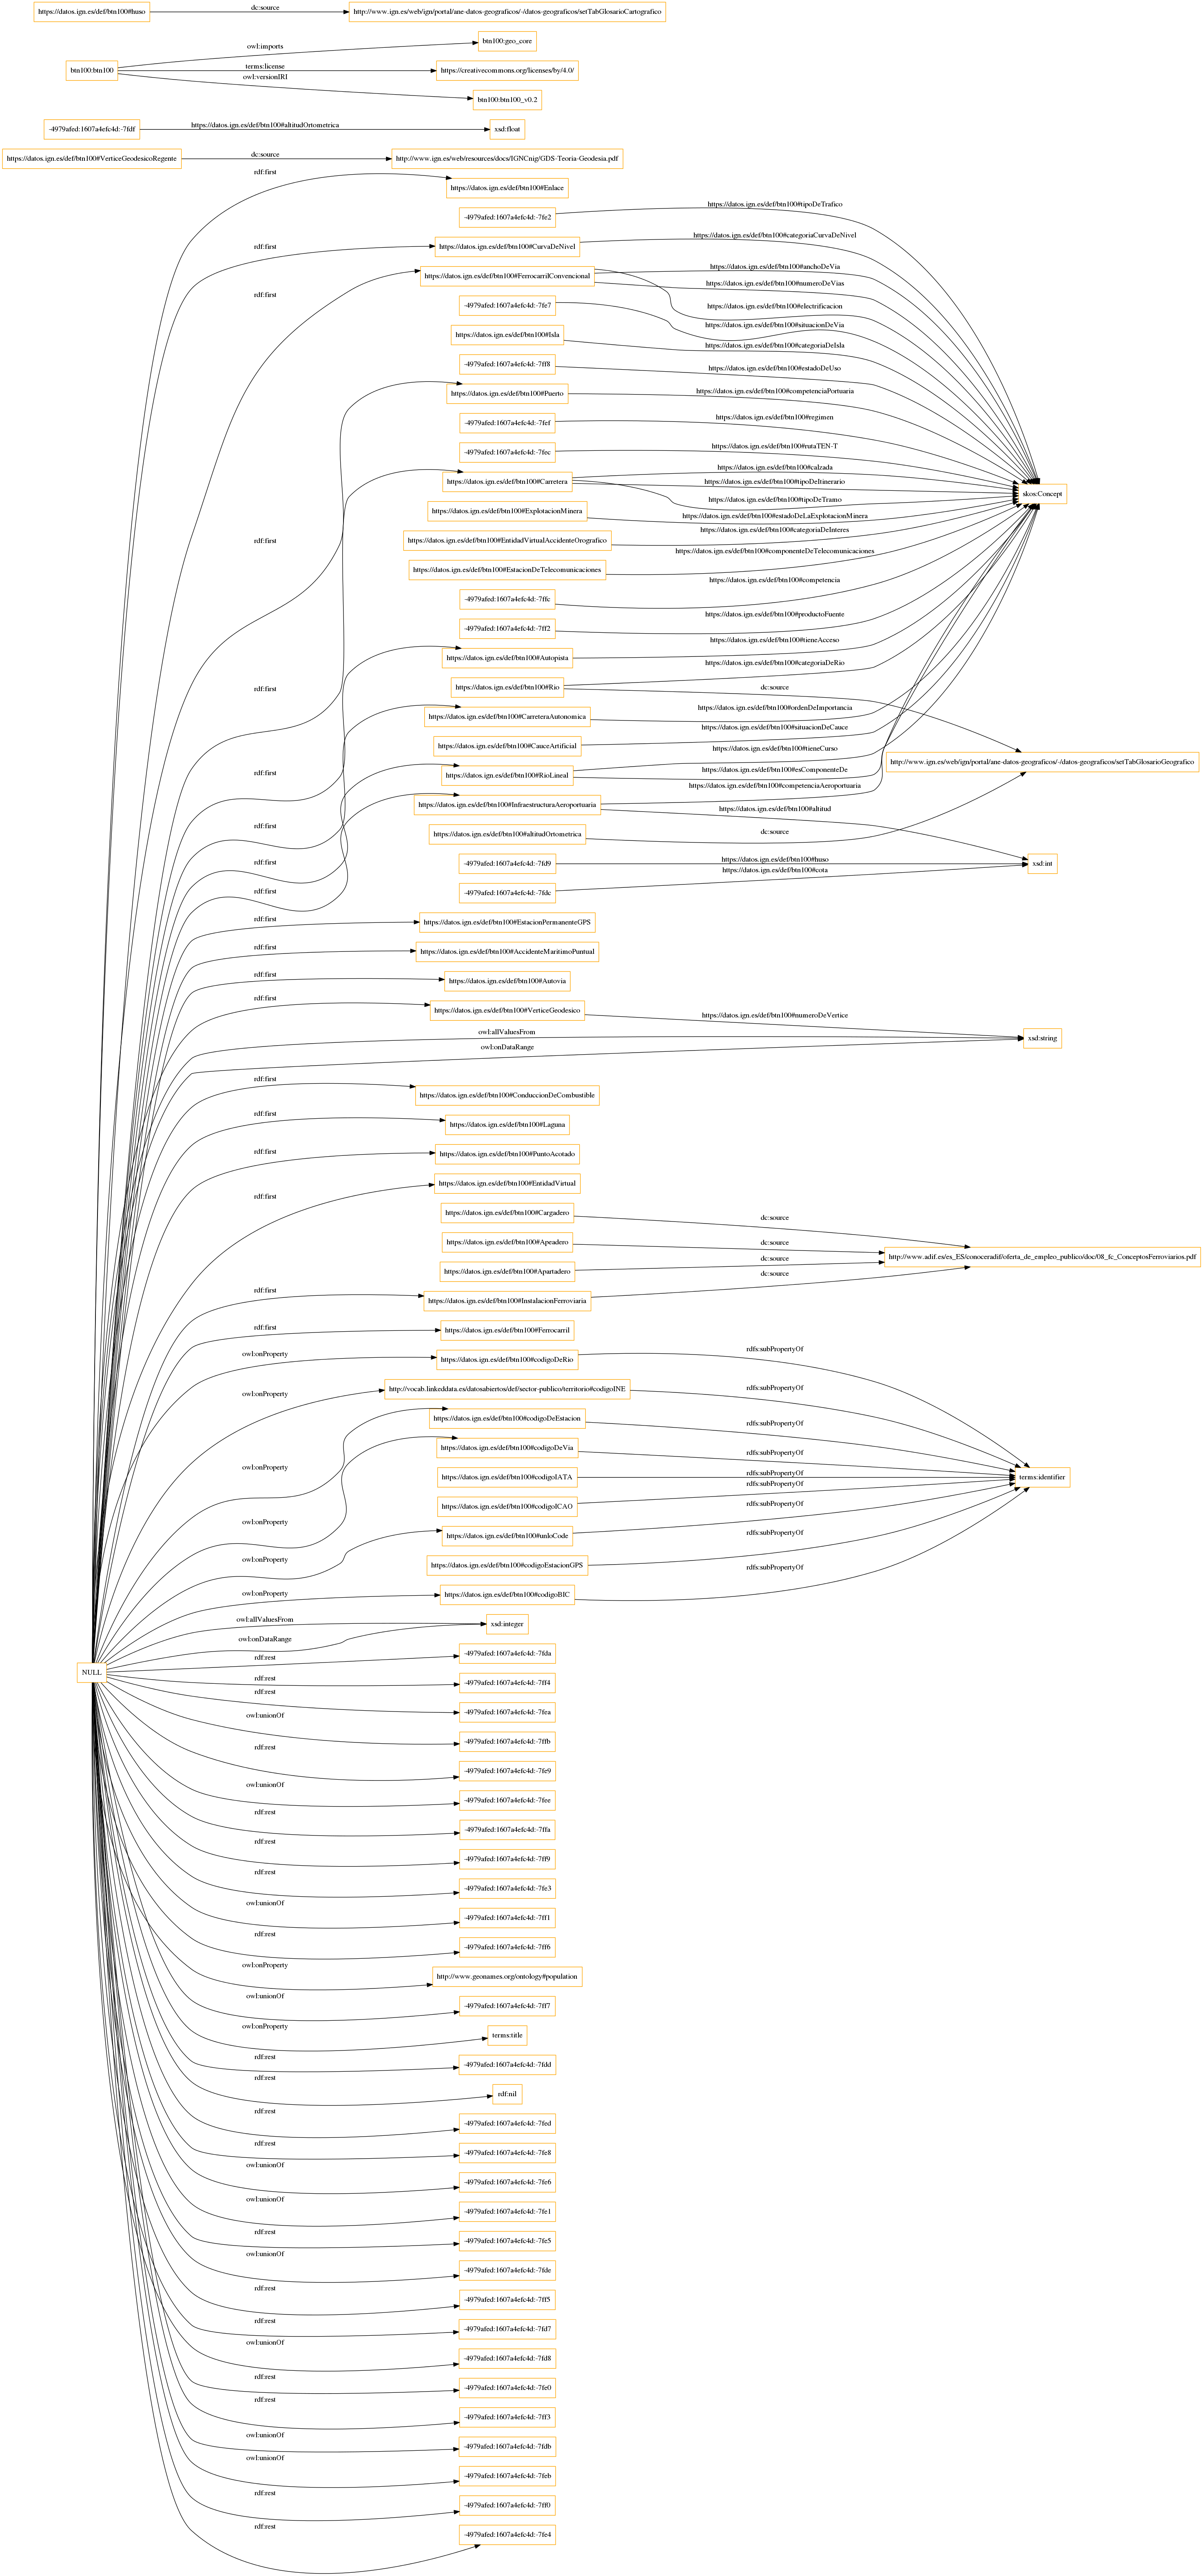 https://datos.ign.es/def/btn100#huso
dc:source
http://www.ign.es/web/ign/portal/ane-datos-geograficos/-/datos-geograficos/setTabGlosarioCartografico
btn100:btn100
owl:imports
btn100:geo_core
terms:license
https://creativecommons.org/licenses/by/4.0/
owl:versionIRI
btn100:btn100_v0.2
-4979afed:1607a4efc4d:-7fdf
https://datos.ign.es/def/btn100#altitudOrtometrica
xsd:float
https://datos.ign.es/def/btn100#VerticeGeodesicoRegente
dc:source
http://www.ign.es/web/resources/docs/IGNCnig/GDS-Teoria-Geodesia.pdf
rdf:first
https://datos.ign.es/def/btn100#Enlace
-4979afed:1607a4efc4d:-7fe2
https://datos.ign.es/def/btn100#tipoDeTrafico
rdf:first
https://datos.ign.es/def/btn100#CurvaDeNivel
https://datos.ign.es/def/btn100#categoriaCurvaDeNivel
rdf:first
https://datos.ign.es/def/btn100#FerrocarrilConvencional
https://datos.ign.es/def/btn100#anchoDeVia
https://datos.ign.es/def/btn100#numeroDeVias
https://datos.ign.es/def/btn100#electrificacion
-4979afed:1607a4efc4d:-7fe7
https://datos.ign.es/def/btn100#situacionDeVia
https://datos.ign.es/def/btn100#Isla
https://datos.ign.es/def/btn100#categoriaDeIsla
-4979afed:1607a4efc4d:-7ff8
https://datos.ign.es/def/btn100#estadoDeUso
https://datos.ign.es/def/btn100#Puerto
https://datos.ign.es/def/btn100#competenciaPortuaria
-4979afed:1607a4efc4d:-7fef
https://datos.ign.es/def/btn100#regimen
-4979afed:1607a4efc4d:-7fec
https://datos.ign.es/def/btn100#rutaTEN-T
https://datos.ign.es/def/btn100#Carretera
https://datos.ign.es/def/btn100#calzada
https://datos.ign.es/def/btn100#tipoDeItinerario
https://datos.ign.es/def/btn100#tipoDeTramo
skos:Concept
https://datos.ign.es/def/btn100#ExplotacionMinera
https://datos.ign.es/def/btn100#estadoDeLaExplotacionMinera
rdf:first
https://datos.ign.es/def/btn100#EntidadVirtualAccidenteOrografico
https://datos.ign.es/def/btn100#categoriaDeInteres
https://datos.ign.es/def/btn100#EstacionDeTelecomunicaciones
https://datos.ign.es/def/btn100#componenteDeTelecomunicaciones
-4979afed:1607a4efc4d:-7ffc
https://datos.ign.es/def/btn100#competencia
-4979afed:1607a4efc4d:-7ff2
https://datos.ign.es/def/btn100#productoFuente
https://datos.ign.es/def/btn100#Autopista
https://datos.ign.es/def/btn100#tieneAcceso
rdf:first
https://datos.ign.es/def/btn100#Rio
https://datos.ign.es/def/btn100#categoriaDeRio
dc:source
https://datos.ign.es/def/btn100#CarreteraAutonomica
https://datos.ign.es/def/btn100#ordenDeImportancia
https://datos.ign.es/def/btn100#CauceArtificial
https://datos.ign.es/def/btn100#situacionDeCauce
http://www.ign.es/web/ign/portal/ane-datos-geograficos/-/datos-geograficos/setTabGlosarioGeografico
rdf:first
https://datos.ign.es/def/btn100#RioLineal
https://datos.ign.es/def/btn100#tieneCurso
https://datos.ign.es/def/btn100#esComponenteDe
https://datos.ign.es/def/btn100#InfraestructuraAeroportuaria
https://datos.ign.es/def/btn100#competenciaAeroportuaria
https://datos.ign.es/def/btn100#altitud
rdf:first
https://datos.ign.es/def/btn100#altitudOrtometrica
dc:source
rdf:first
-4979afed:1607a4efc4d:-7fd9
https://datos.ign.es/def/btn100#huso
xsd:int
rdf:first
-4979afed:1607a4efc4d:-7fdc
https://datos.ign.es/def/btn100#cota
rdf:first
https://datos.ign.es/def/btn100#EstacionPermanenteGPS
rdf:first
https://datos.ign.es/def/btn100#AccidenteMaritimoPuntual
rdf:first
https://datos.ign.es/def/btn100#Autovia
rdf:first
https://datos.ign.es/def/btn100#VerticeGeodesico
https://datos.ign.es/def/btn100#numeroDeVertice
owl:allValuesFrom
xsd:string
owl:onDataRange
rdf:first
https://datos.ign.es/def/btn100#ConduccionDeCombustible
rdf:first
https://datos.ign.es/def/btn100#Laguna
rdf:first
https://datos.ign.es/def/btn100#PuntoAcotado
rdf:first
https://datos.ign.es/def/btn100#EntidadVirtual
https://datos.ign.es/def/btn100#Cargadero
dc:source
https://datos.ign.es/def/btn100#Apeadero
dc:source
http://www.adif.es/es_ES/conoceradif/oferta_de_empleo_publico/doc/08_fc_ConceptosFerroviarios.pdf
https://datos.ign.es/def/btn100#Apartadero
dc:source
rdf:first
https://datos.ign.es/def/btn100#InstalacionFerroviaria
dc:source
rdf:first
https://datos.ign.es/def/btn100#Ferrocarril
owl:onProperty
https://datos.ign.es/def/btn100#codigoDeRio
rdfs:subPropertyOf
owl:onProperty
http://vocab.linkeddata.es/datosabiertos/def/sector-publico/territorio#codigoINE
rdfs:subPropertyOf
owl:onProperty
https://datos.ign.es/def/btn100#codigoDeEstacion
rdfs:subPropertyOf
owl:onProperty
https://datos.ign.es/def/btn100#codigoDeVia
rdfs:subPropertyOf
https://datos.ign.es/def/btn100#codigoIATA
rdfs:subPropertyOf
terms:identifier
https://datos.ign.es/def/btn100#codigoICAO
rdfs:subPropertyOf
owl:onProperty
https://datos.ign.es/def/btn100#unloCode
rdfs:subPropertyOf
https://datos.ign.es/def/btn100#codigoEstacionGPS
rdfs:subPropertyOf
owl:onProperty
https://datos.ign.es/def/btn100#codigoBIC
rdfs:subPropertyOf
owl:allValuesFrom
xsd:integer
owl:onDataRange
NULL
rdf:rest
-4979afed:1607a4efc4d:-7fda
rdf:rest
-4979afed:1607a4efc4d:-7ff4
rdf:rest
-4979afed:1607a4efc4d:-7fea
owl:unionOf
-4979afed:1607a4efc4d:-7ffb
rdf:rest
-4979afed:1607a4efc4d:-7fe9
owl:unionOf
-4979afed:1607a4efc4d:-7fee
rdf:rest
-4979afed:1607a4efc4d:-7ffa
rdf:rest
-4979afed:1607a4efc4d:-7ff9
rdf:rest
-4979afed:1607a4efc4d:-7fe3
owl:unionOf
-4979afed:1607a4efc4d:-7ff1
rdf:rest
-4979afed:1607a4efc4d:-7ff6
owl:onProperty
http://www.geonames.org/ontology#population
owl:unionOf
-4979afed:1607a4efc4d:-7ff7
owl:onProperty
terms:title
rdf:rest
-4979afed:1607a4efc4d:-7fdd
rdf:rest
rdf:nil
rdf:rest
-4979afed:1607a4efc4d:-7fed
rdf:rest
-4979afed:1607a4efc4d:-7fe8
owl:unionOf
-4979afed:1607a4efc4d:-7fe6
owl:unionOf
-4979afed:1607a4efc4d:-7fe1
rdf:rest
-4979afed:1607a4efc4d:-7fe5
owl:unionOf
-4979afed:1607a4efc4d:-7fde
rdf:rest
-4979afed:1607a4efc4d:-7ff5
rdf:rest
-4979afed:1607a4efc4d:-7fd7
owl:unionOf
-4979afed:1607a4efc4d:-7fd8
rdf:rest
-4979afed:1607a4efc4d:-7fe0
rdf:rest
-4979afed:1607a4efc4d:-7ff3
owl:unionOf
-4979afed:1607a4efc4d:-7fdb
owl:unionOf
-4979afed:1607a4efc4d:-7feb
rdf:rest
-4979afed:1607a4efc4d:-7ff0
rdf:rest
-4979afed:1607a4efc4d:-7fe4